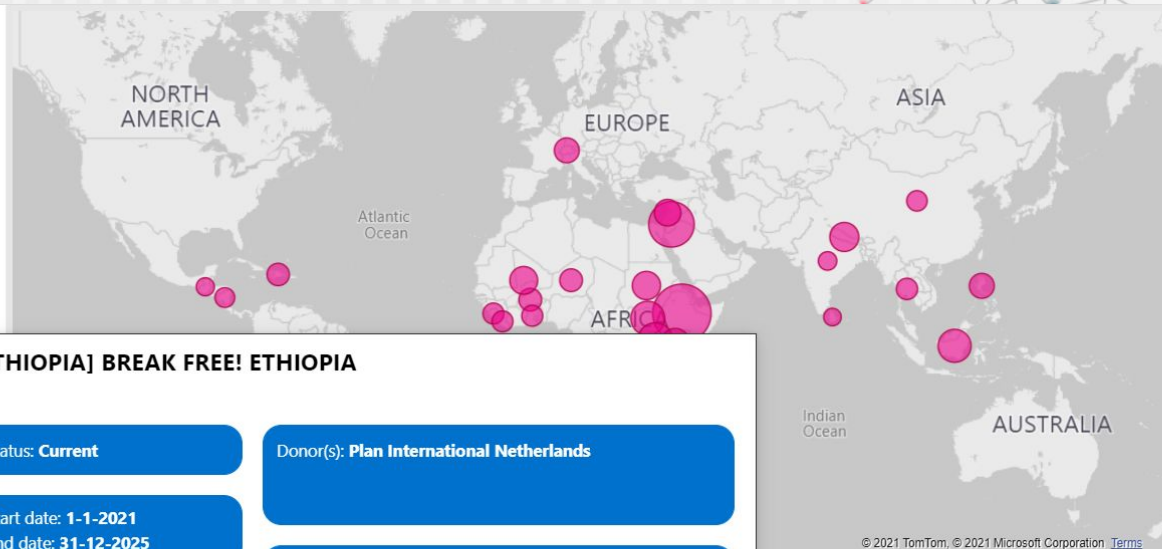 NORTH
AMERICA
EUROPE
ASIA
Atlantic
Ocean
AFRIC
THIOPIA] BREAK FREE! ETHIOPIA
atus: Current
Donor(s): Plan International Netherlands
Indian
Ocean
AUSTRALIA
art date: 1-1-2021
nd date: 31-12-2025
© 2021 TomTom, © 2021 Microsoft Corporation Terms